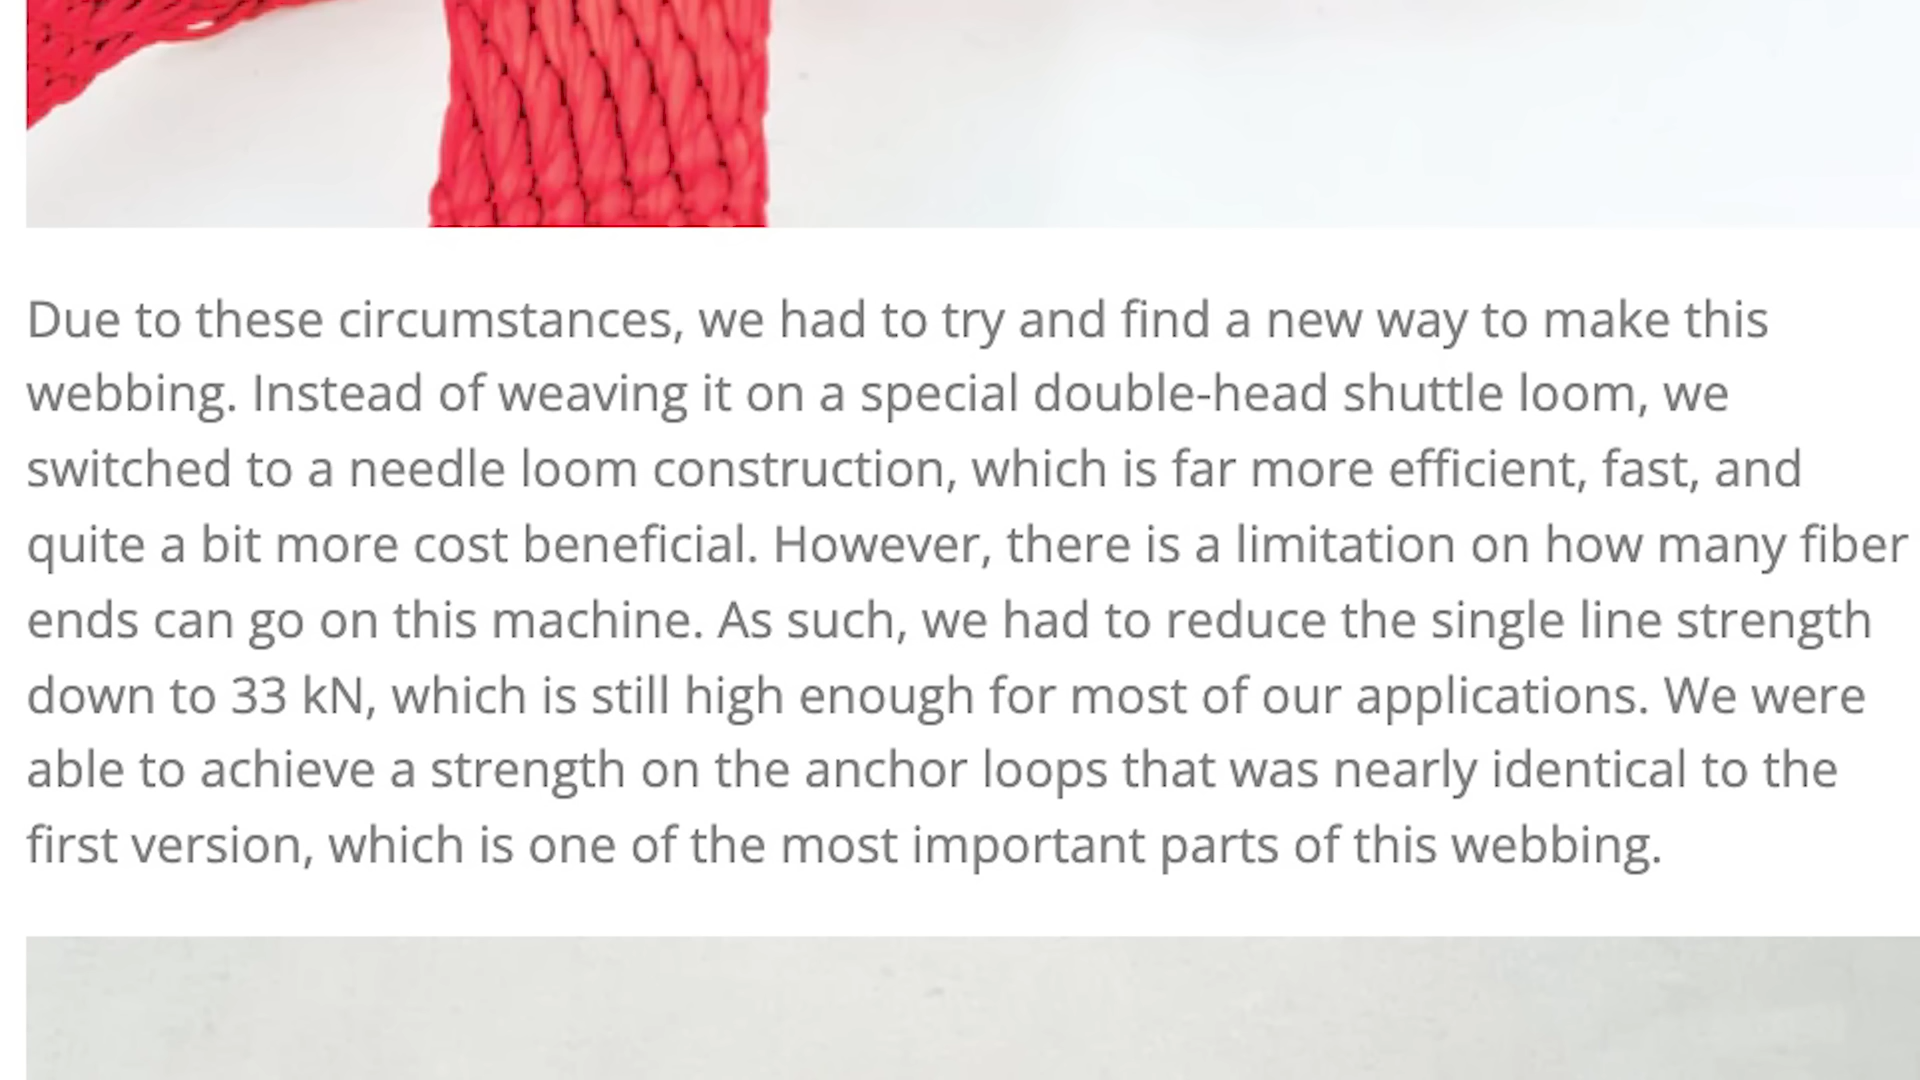 Due to these circumstances, we had to try and find a new way to make this
webbing. Instead of weaving it on a special double-head shuttle loom, we
switched to a needle loom construction, which is far more efficient, fast, and
quite a bit more cost beneficial. However, there is a limitation on how many fiber
ends can go on this machine. As such, we had to reduce the single line strength
down to 33 kN, which is still high enough for most of our applications. We were
able to achieve a strength on the anchor loops that was nearly identical to the
first version, which is one of the most important parts of this webbing.